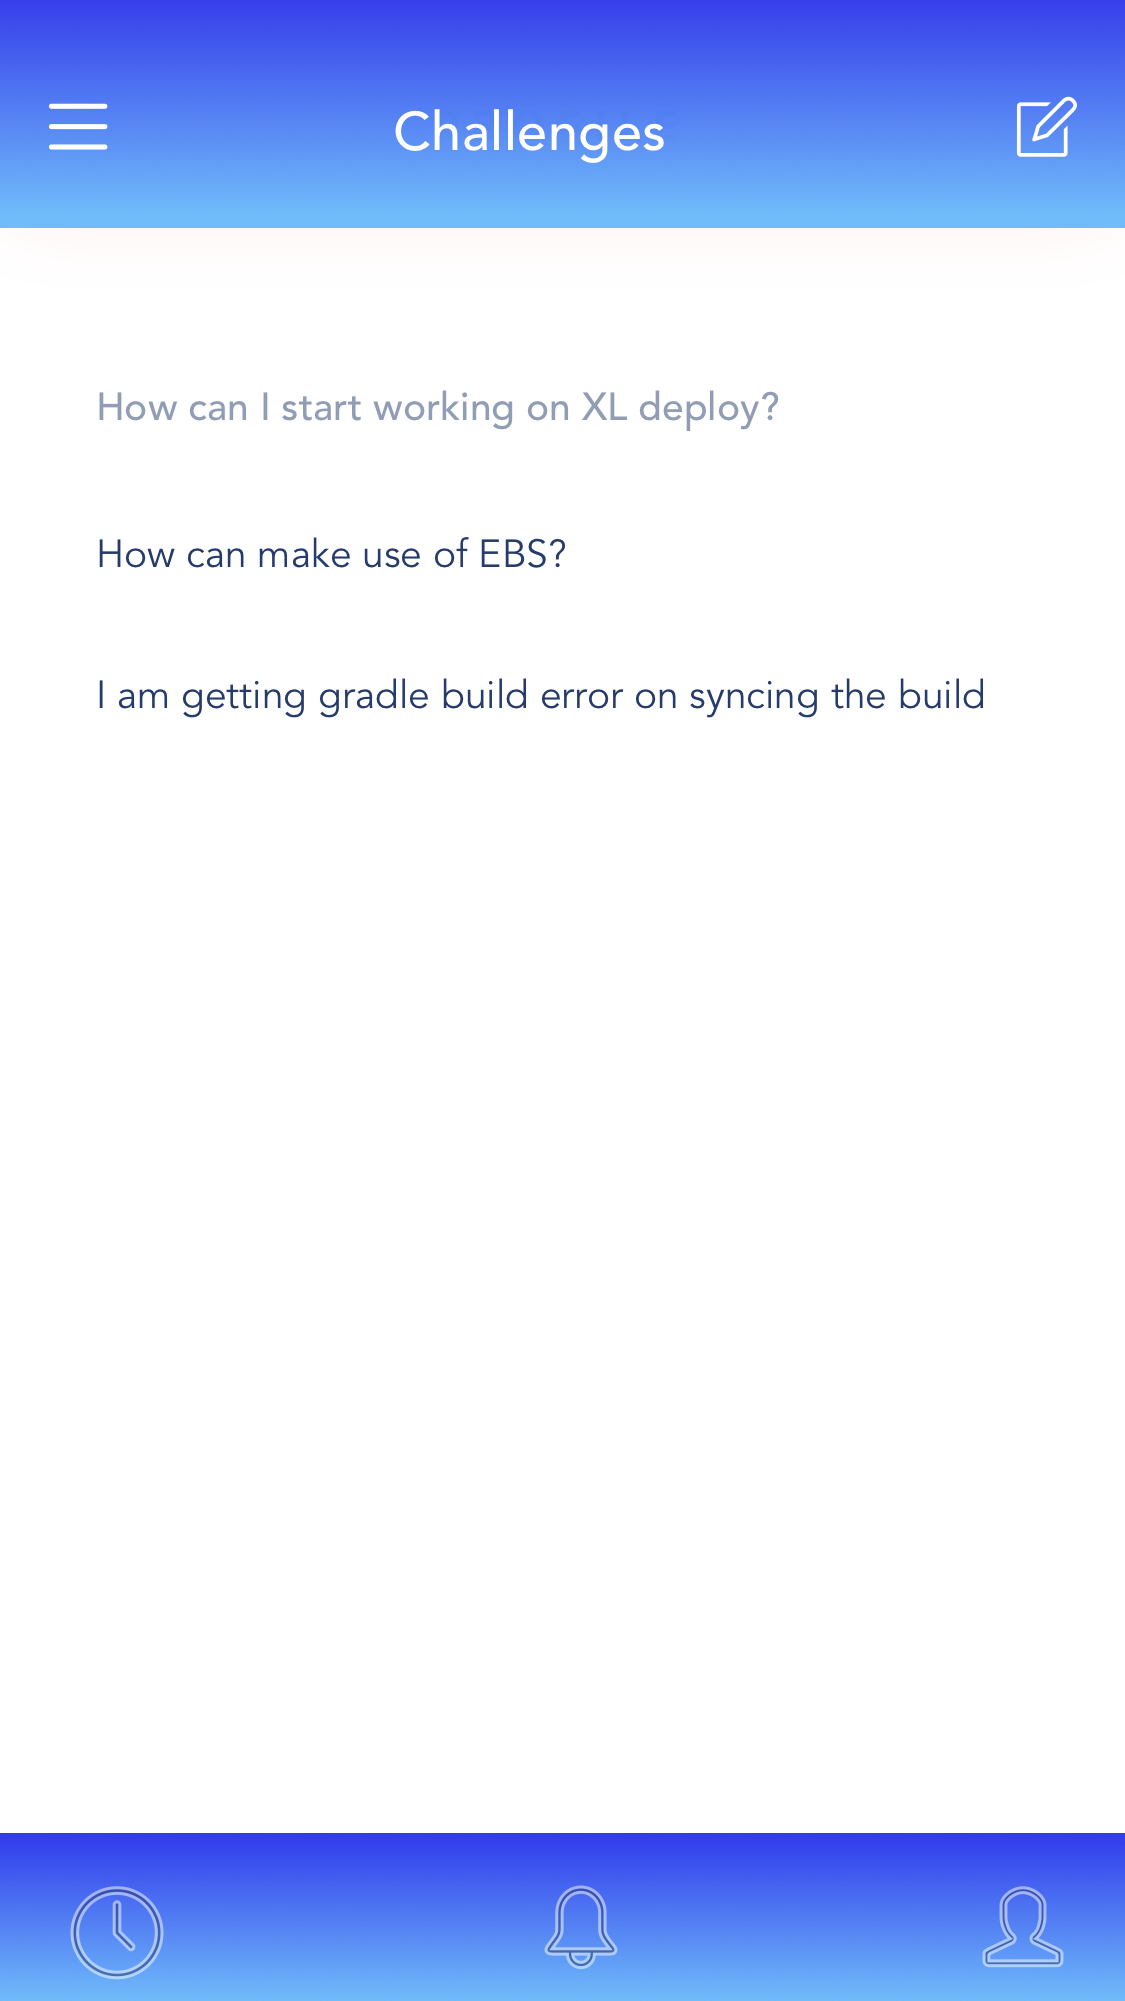 Challenges
How can I start working on XL deploy?
How can make use of EBS?
I am getting gradle build error on syncing the build